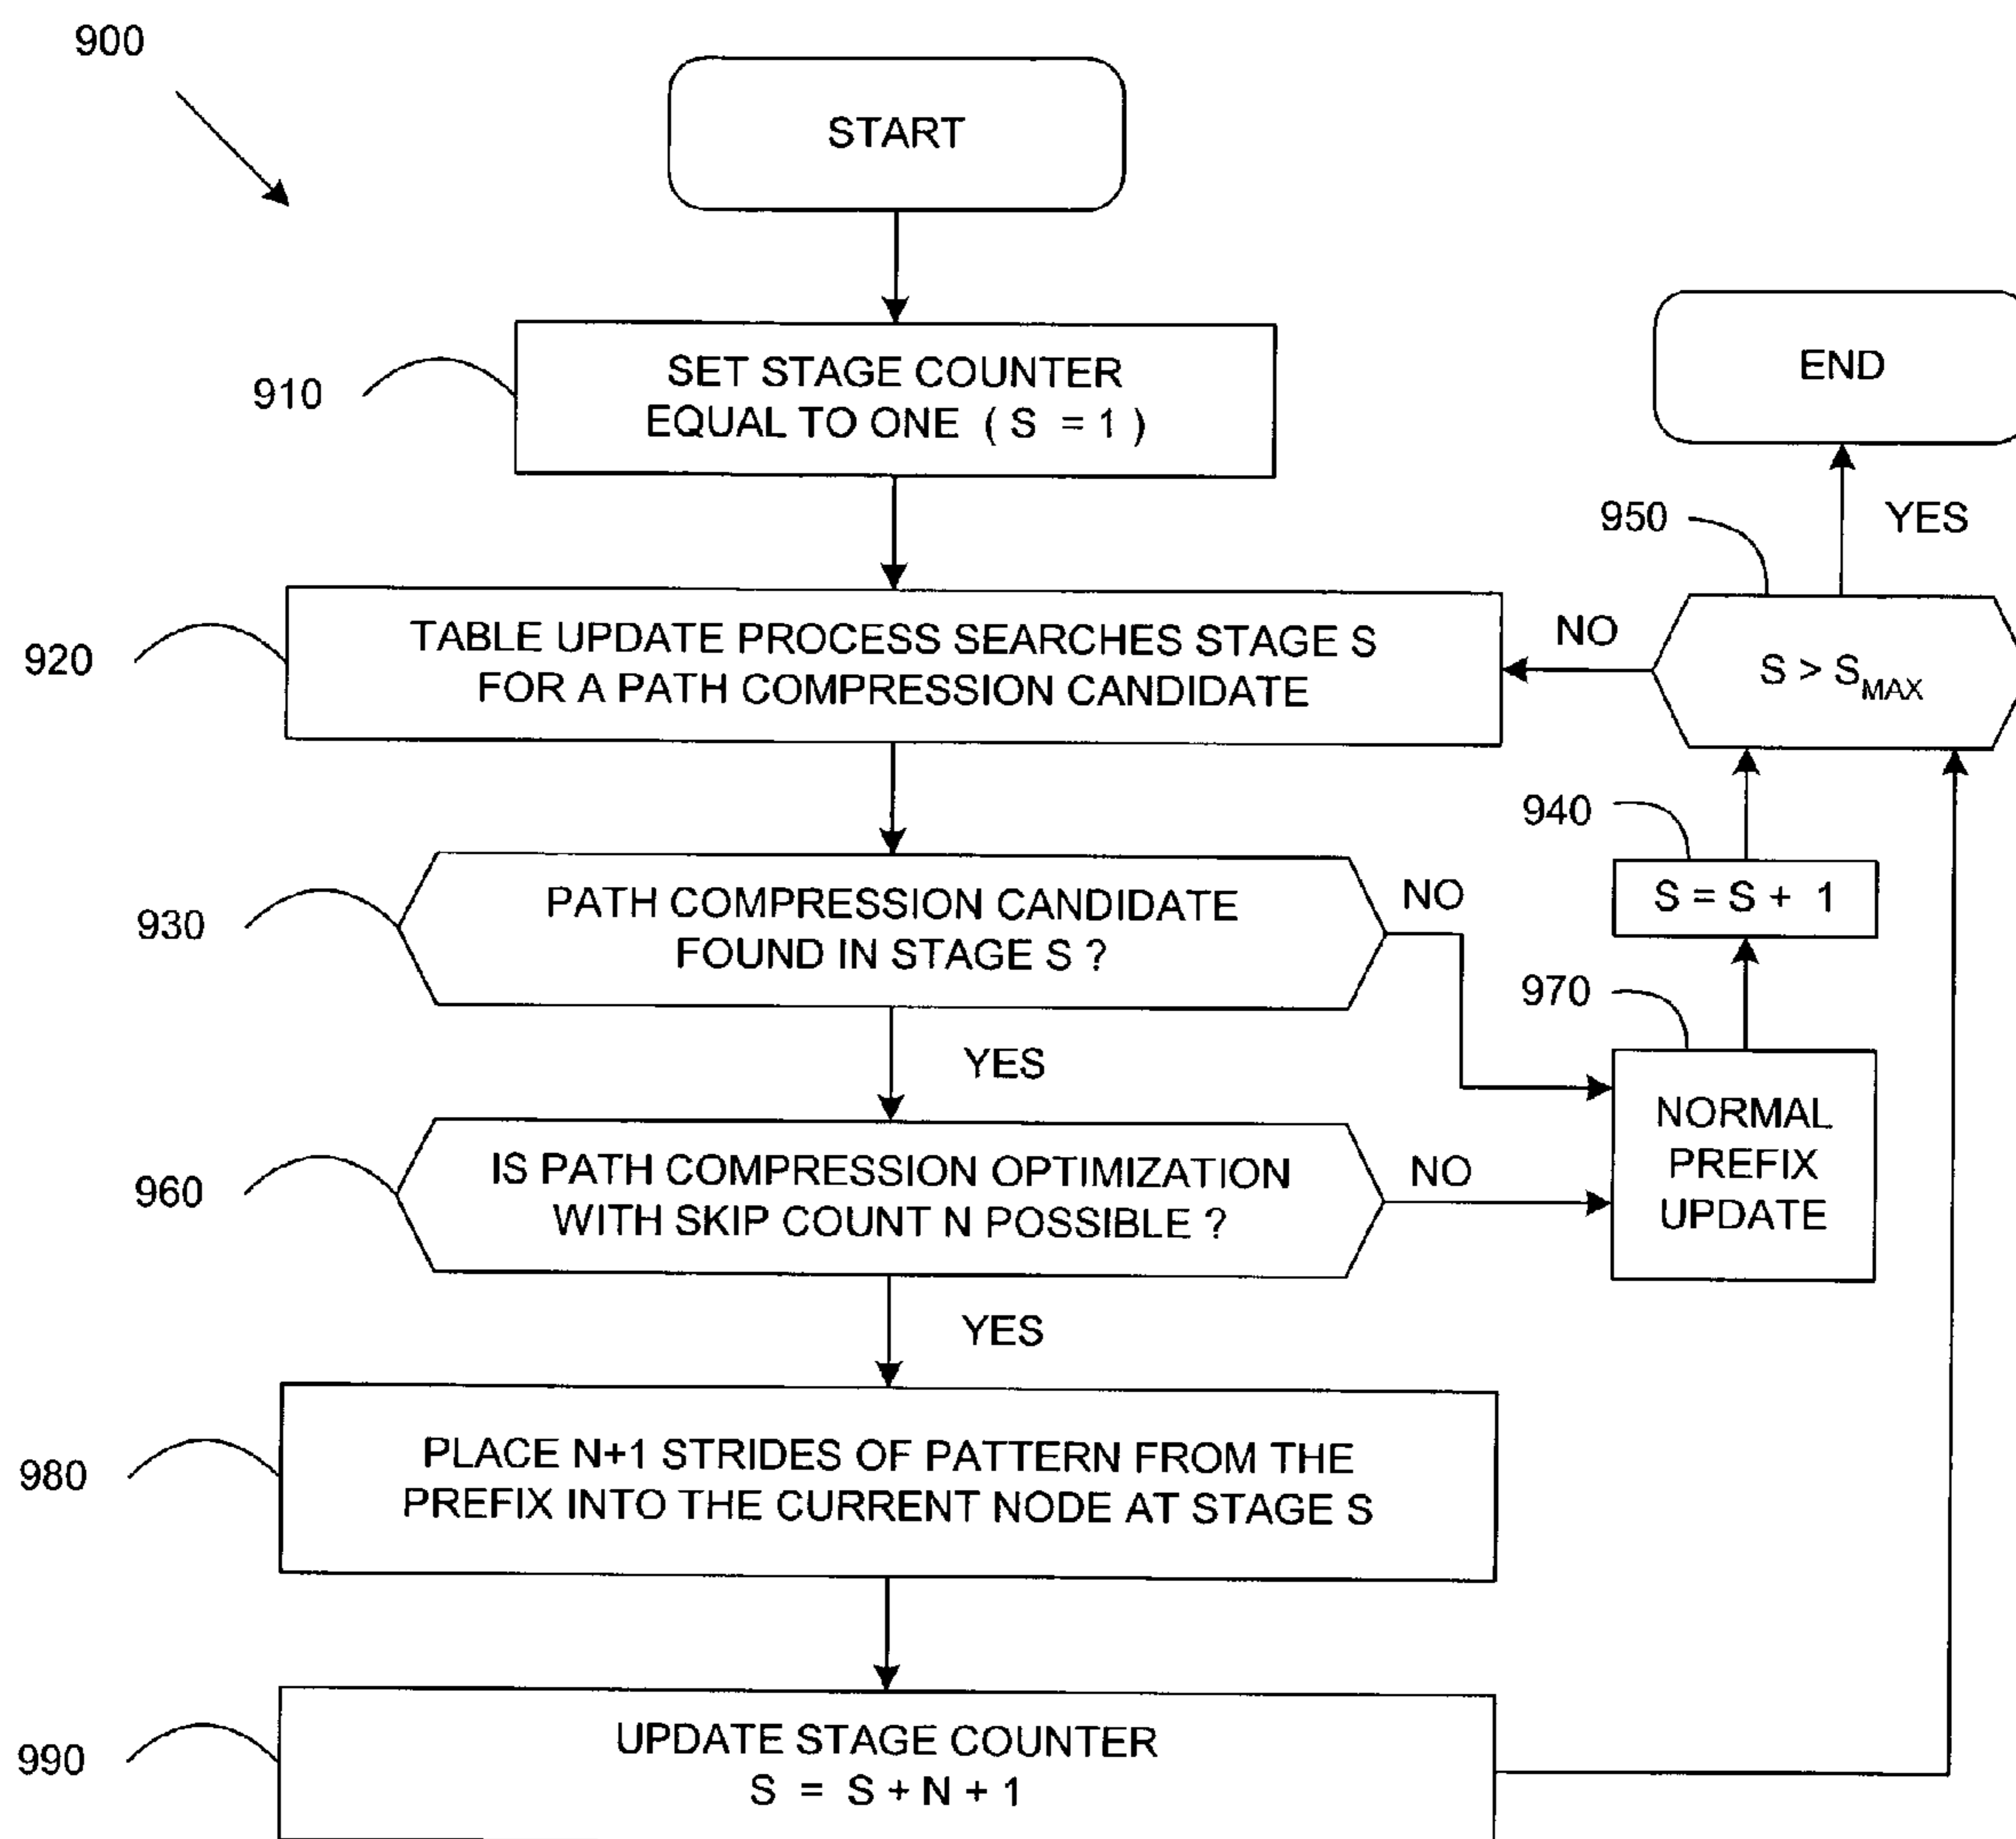 900
START
910
SET STAGE COUNTER
EQUAL TO ONE ( S = 1 )
END
950
YES
920
TABLE UPDATE PROCESS SEARCHES STAGE S
FOR A PATH COMPRESSION CANDIDATE
NO
S > SMAX
940
S = S + 1
930
PATH COMPRESSION CANDIDATE
FOUND IN STAGE S ?
NO
YES
970
NORMAL
PREFIX
UPDATE
960
IS PATH COMPRESSION OPTIMIZATION
WITH SKIP COUNT N POSSIBLE ?
NO
YES
980
PLACE N+1 STRIDES OF PATTERN FROM THE
PREFIX INTO THE CURRENT NODE AT STAGE S
990
UPDATE STAGE COUNTER
S = S + N + 1